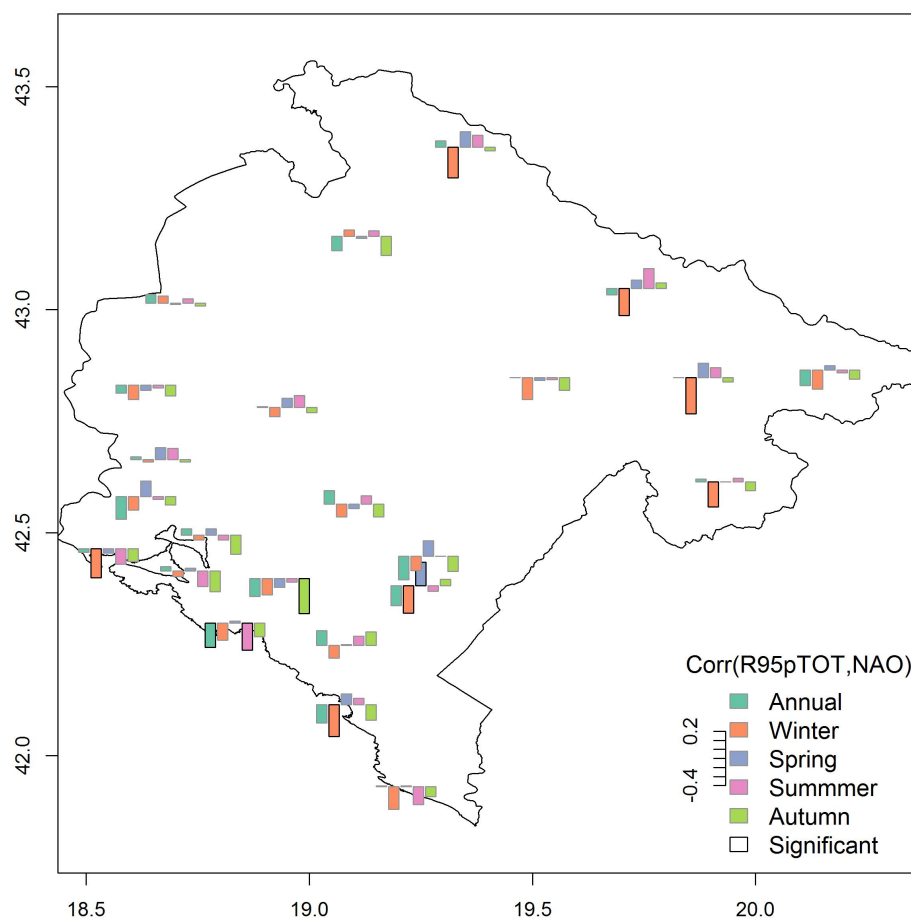 43.5
43.0
42.5
42.0
Corr(R95pTOT,NAO)
Annual
Winter
Spring
Summmer
Autumn
Significant
0.2
-0.4
18.5 19.0 19.5 20.0